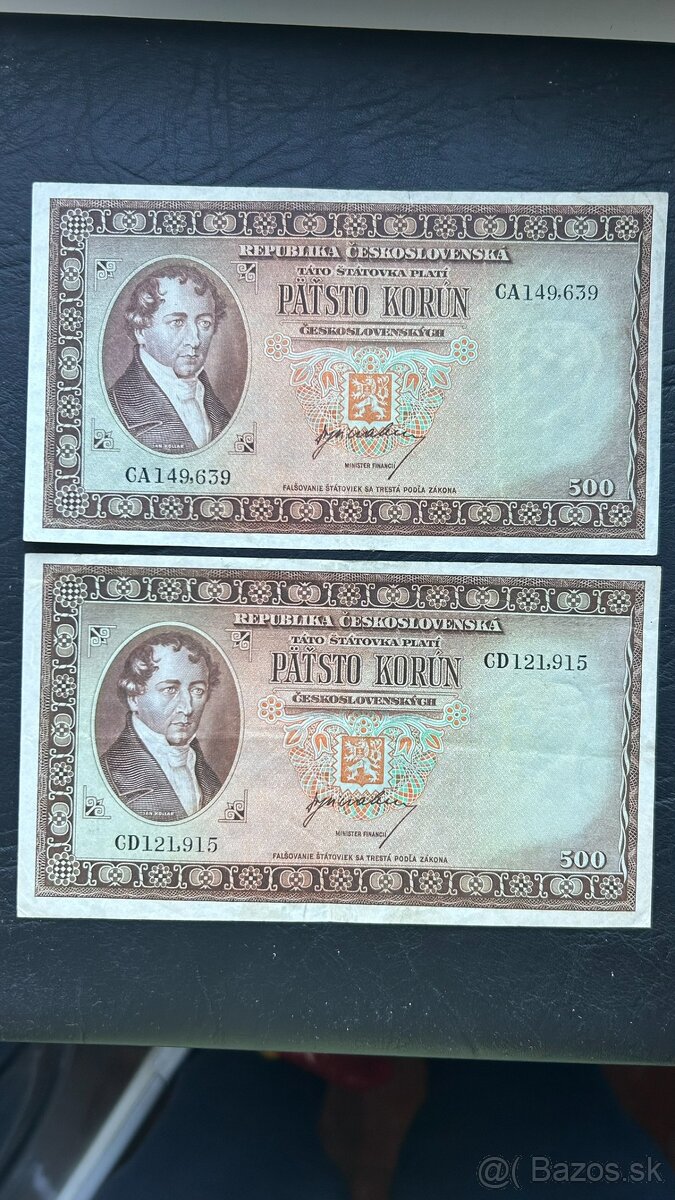 REPUBLIKA ČESKOSLOVENSKÁ
TÁTO ŠTÁTOVKA PLATÍ
PÄŤSTO KORÚN
CA149,639
ČESKOSLOVENSKÝCH
JAN KOLLÁR
MINISTER FINANCIÍ
CA149,639
FALŠOVANIE ŠTÁTOVIEK SA TRESTÁ PODĽA ZÁKONA
500
REPUBLIKA ČESKOSLOVENSKÁ
TÁTO ŠTÁTOVKA PLATÍ
PÄŤSTO KORÚN
CD121,915
ČESKOSLOVENSKÝCH
JAN KOLLÁR
MINISTER FINANCIÍ
CD121,915
FALŠOVANIE ŠTÁTOVIEK SA TRESTÁ PODĽA ZÁKONA
500
@( Bazos.sk